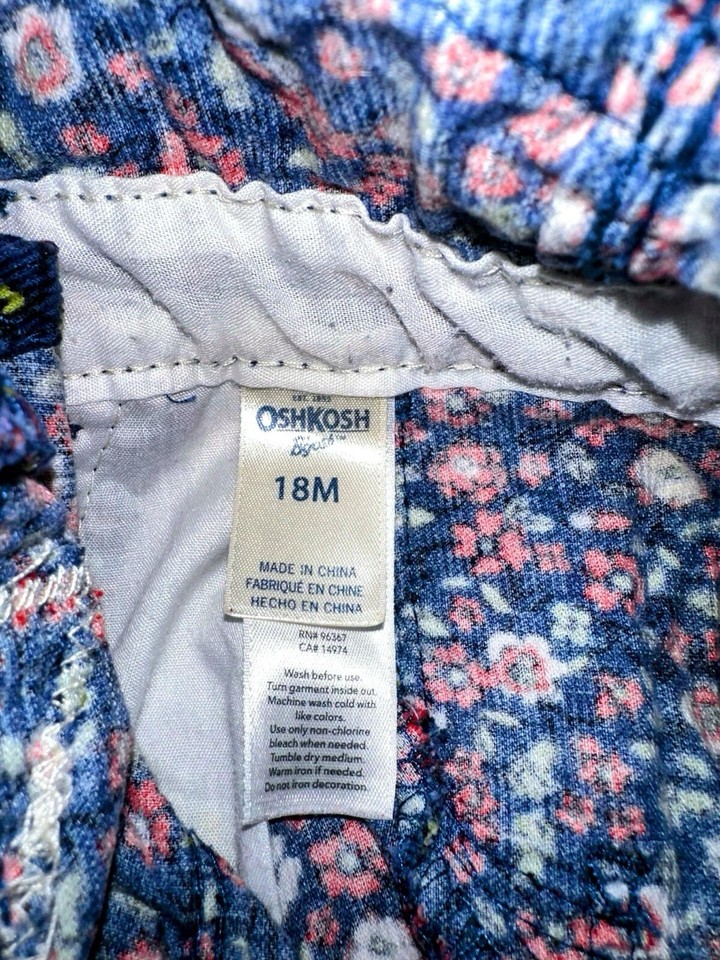 EST. 1895
OSHKOSH
B'gosh™
18M
MADE IN CHINA
FABRIQUÉ EN CHINE
HECHO EN CHINA
RN# 96367
CA# 14974
Wash before use.
Turn garment inside out.
Machine wash cold with
like colors.
Use only non-chlorine
bleach when needed.
Tumble dry medium.
Warm iron if needed.
Do not iron decoration.